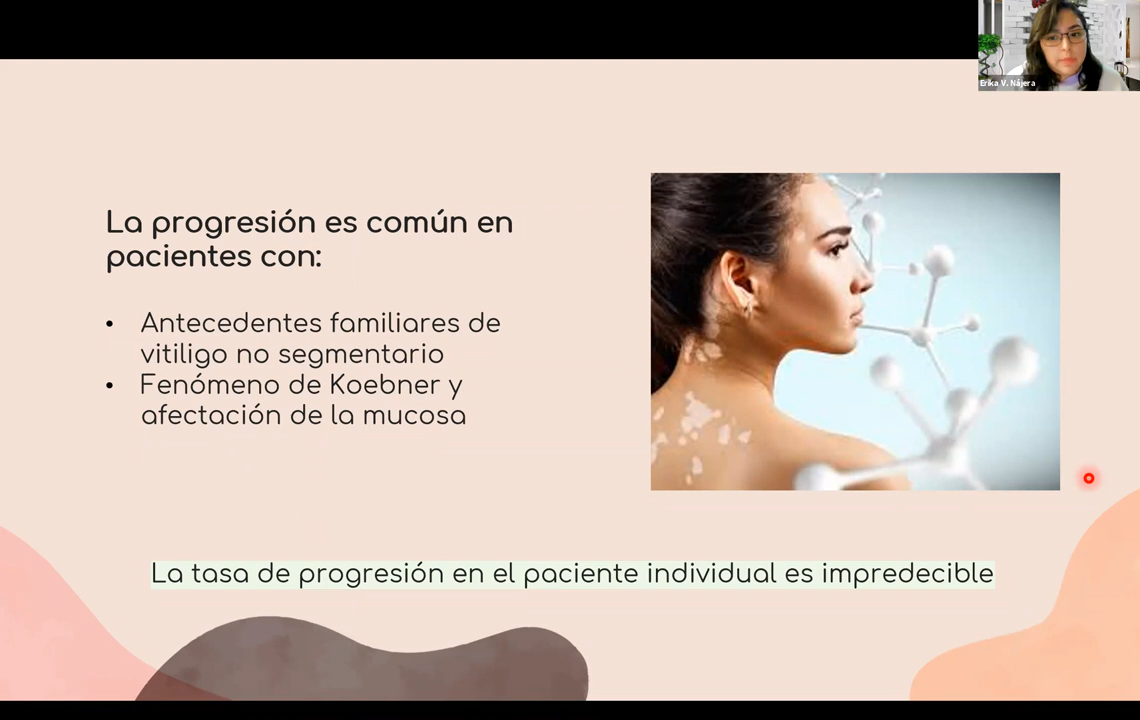 Erika V. Nájera
La progresión es común en
pacientes con:
• Antecedentes familiares de
vitiligo no segmentario
• Fenómeno de Koebner y
afectación de la mucosa
La tasa de progresión en el paciente individual es impredecible